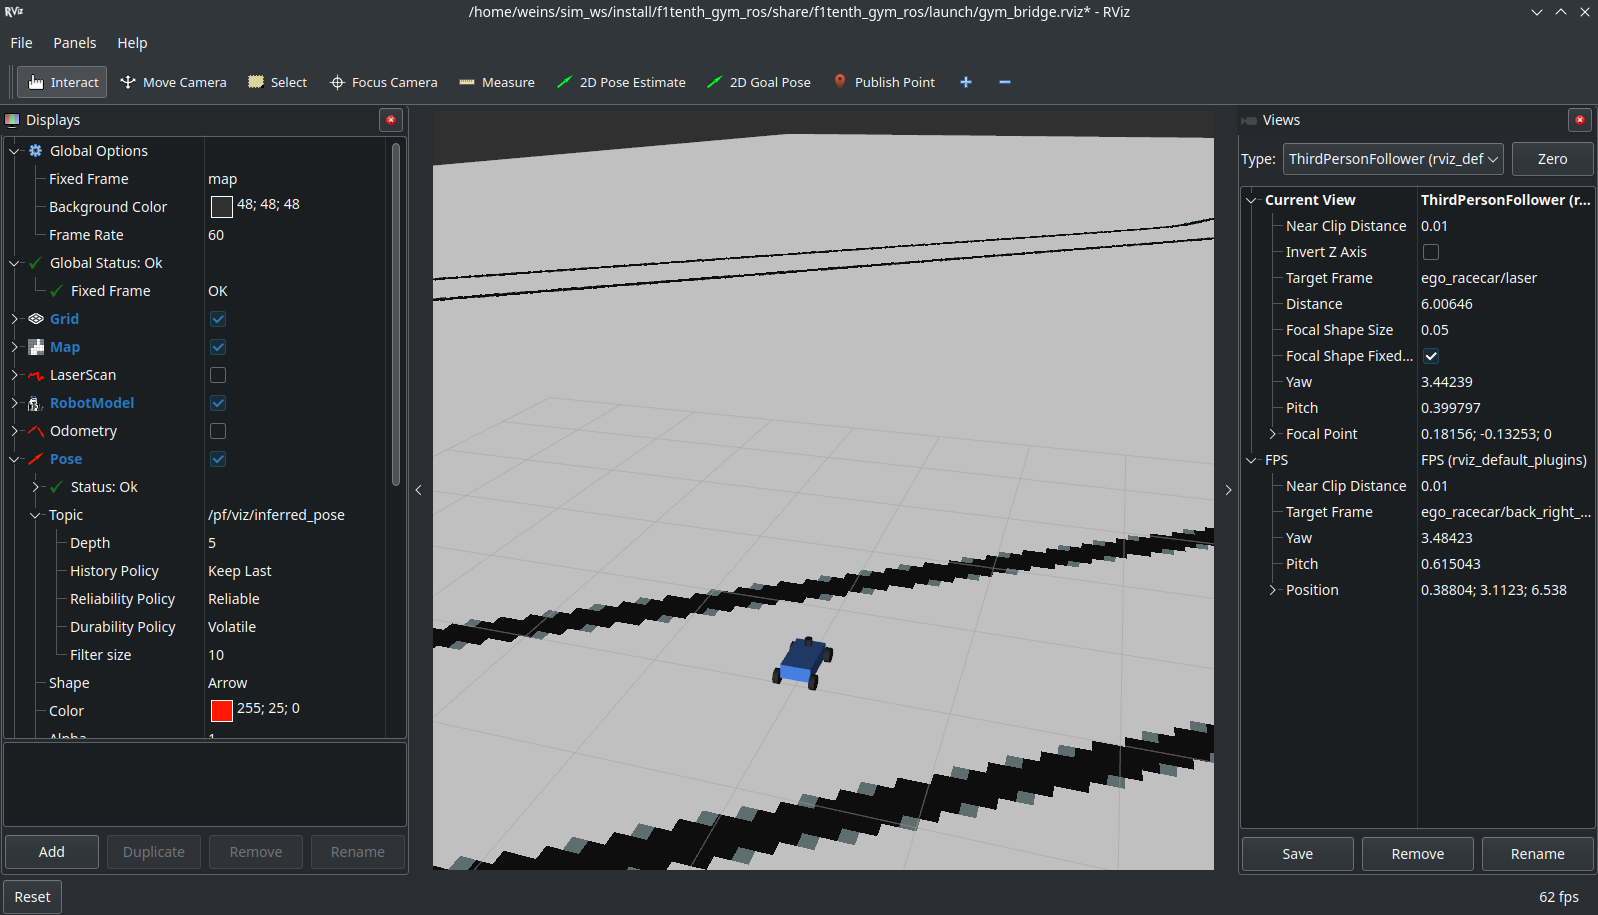 RViz
/home/weins/sim_ws/install/f1tenth_gym_ros/share/f1tenth_gym_ros/launch/gym_bridge.rviz* - RViz
File Panels Help
Interact Move Camera Select Focus Camera Measure 2D Pose Estimate 2D Goal Pose Publish Point
Displays
Global Options
Fixed Frame map
Background Color 48; 48; 48
Frame Rate 60
Global Status: Ok
Fixed Frame OK
Grid
Map
LaserScan
RobotModel
Odometry
Pose
Status: Ok
Topic /pf/viz/inferred_pose
Depth 5
History Policy Keep Last
Reliability Policy Reliable
Durability Policy Volatile
Filter size 10
Shape Arrow
Color 255; 25; 0
Alpha 1
Add Duplicate Remove Rename
Reset
Views
Type: ThirdPersonFollower (rviz_def Zero
Current View ThirdPersonFollower (r...
Near Clip Distance 0.01
Invert Z Axis
Target Frame ego_racecar/laser
Distance 6.00646
Focal Shape Size 0.05
Focal Shape Fixed...
Yaw 3.44239
Pitch 0.399797
Focal Point 0.18156; -0.13253; 0
FPS FPS (rviz_default_plugins)
Near Clip Distance 0.01
Target Frame ego_racecar/back_right_...
Yaw 3.48423
Pitch 0.615043
Position 0.38804; 3.1123; 6.538
Save Remove Rename
62 fps